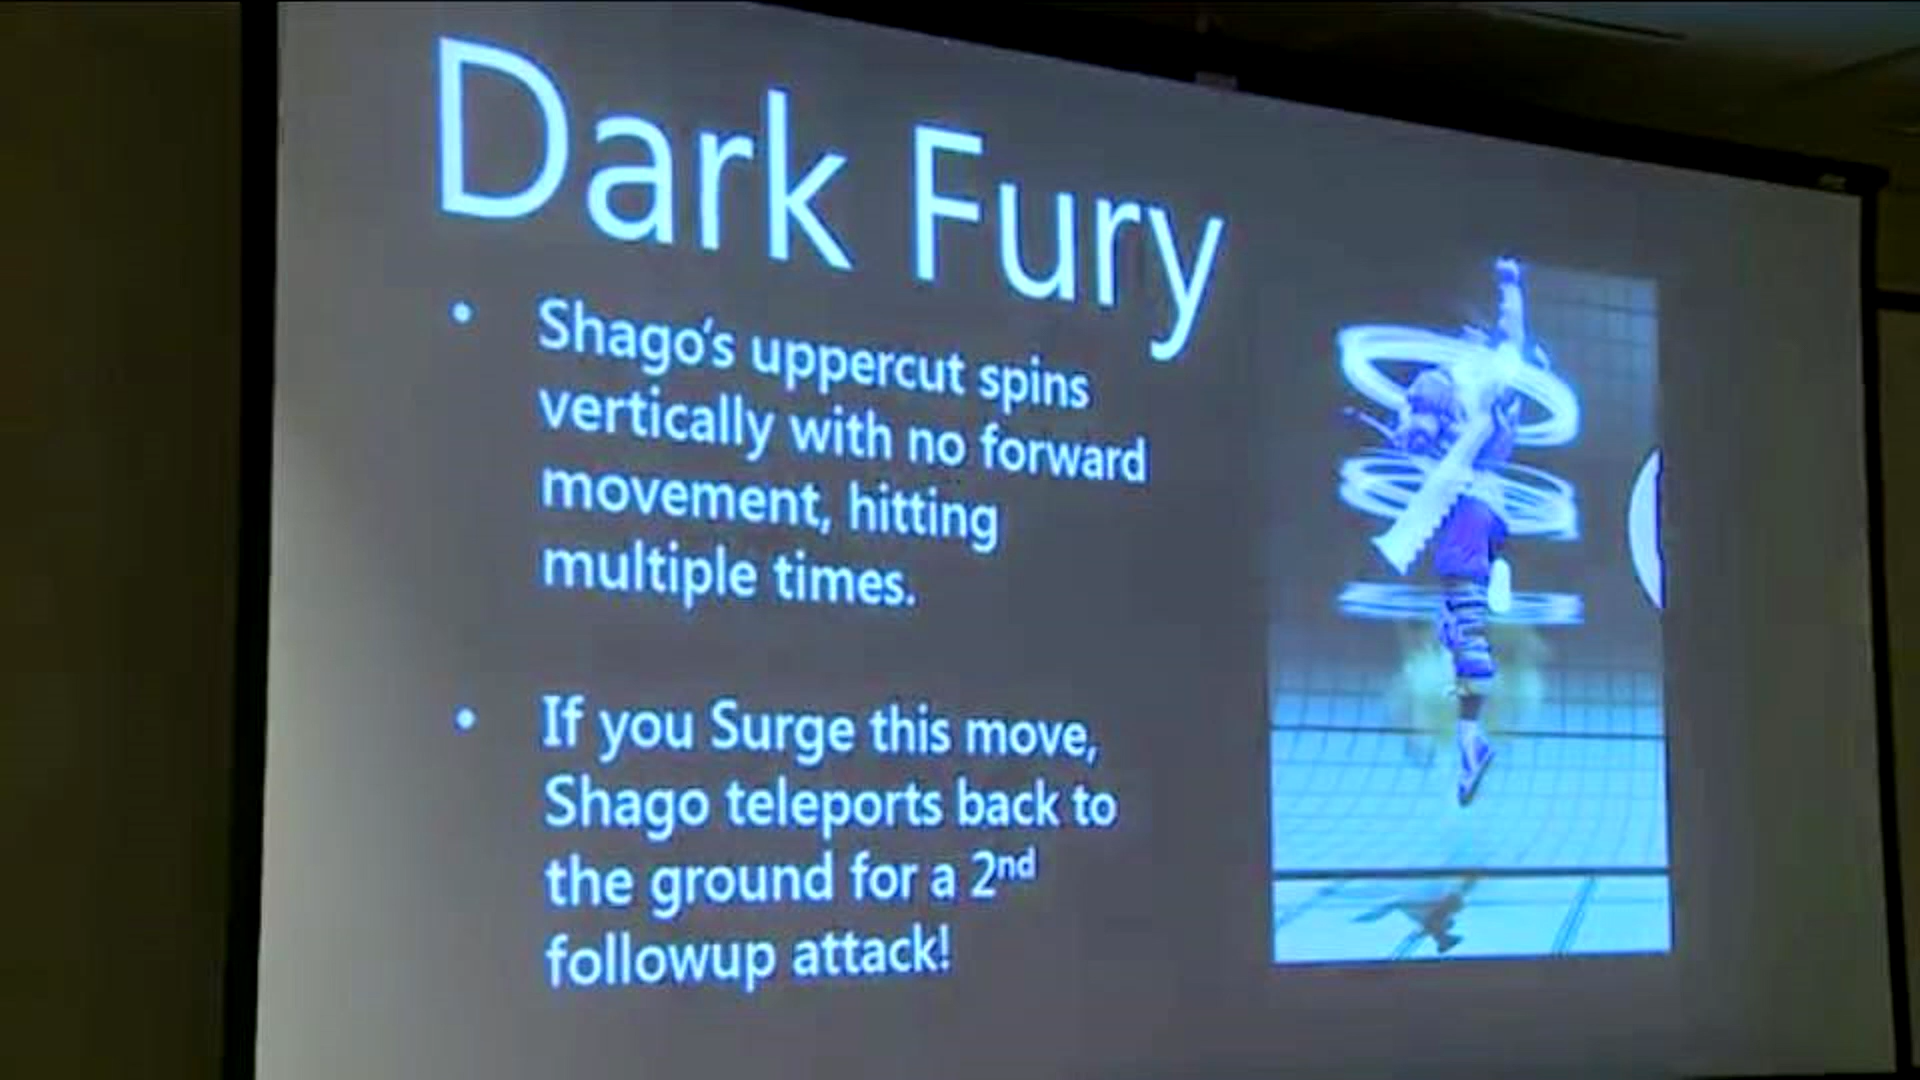 Dark Fury
• Shago's uppercut spins
vertically with no forward
movement, hitting
multiple times.
• If you Surge this move,
Shago teleports back to
the ground for a 2nd
followup attack!